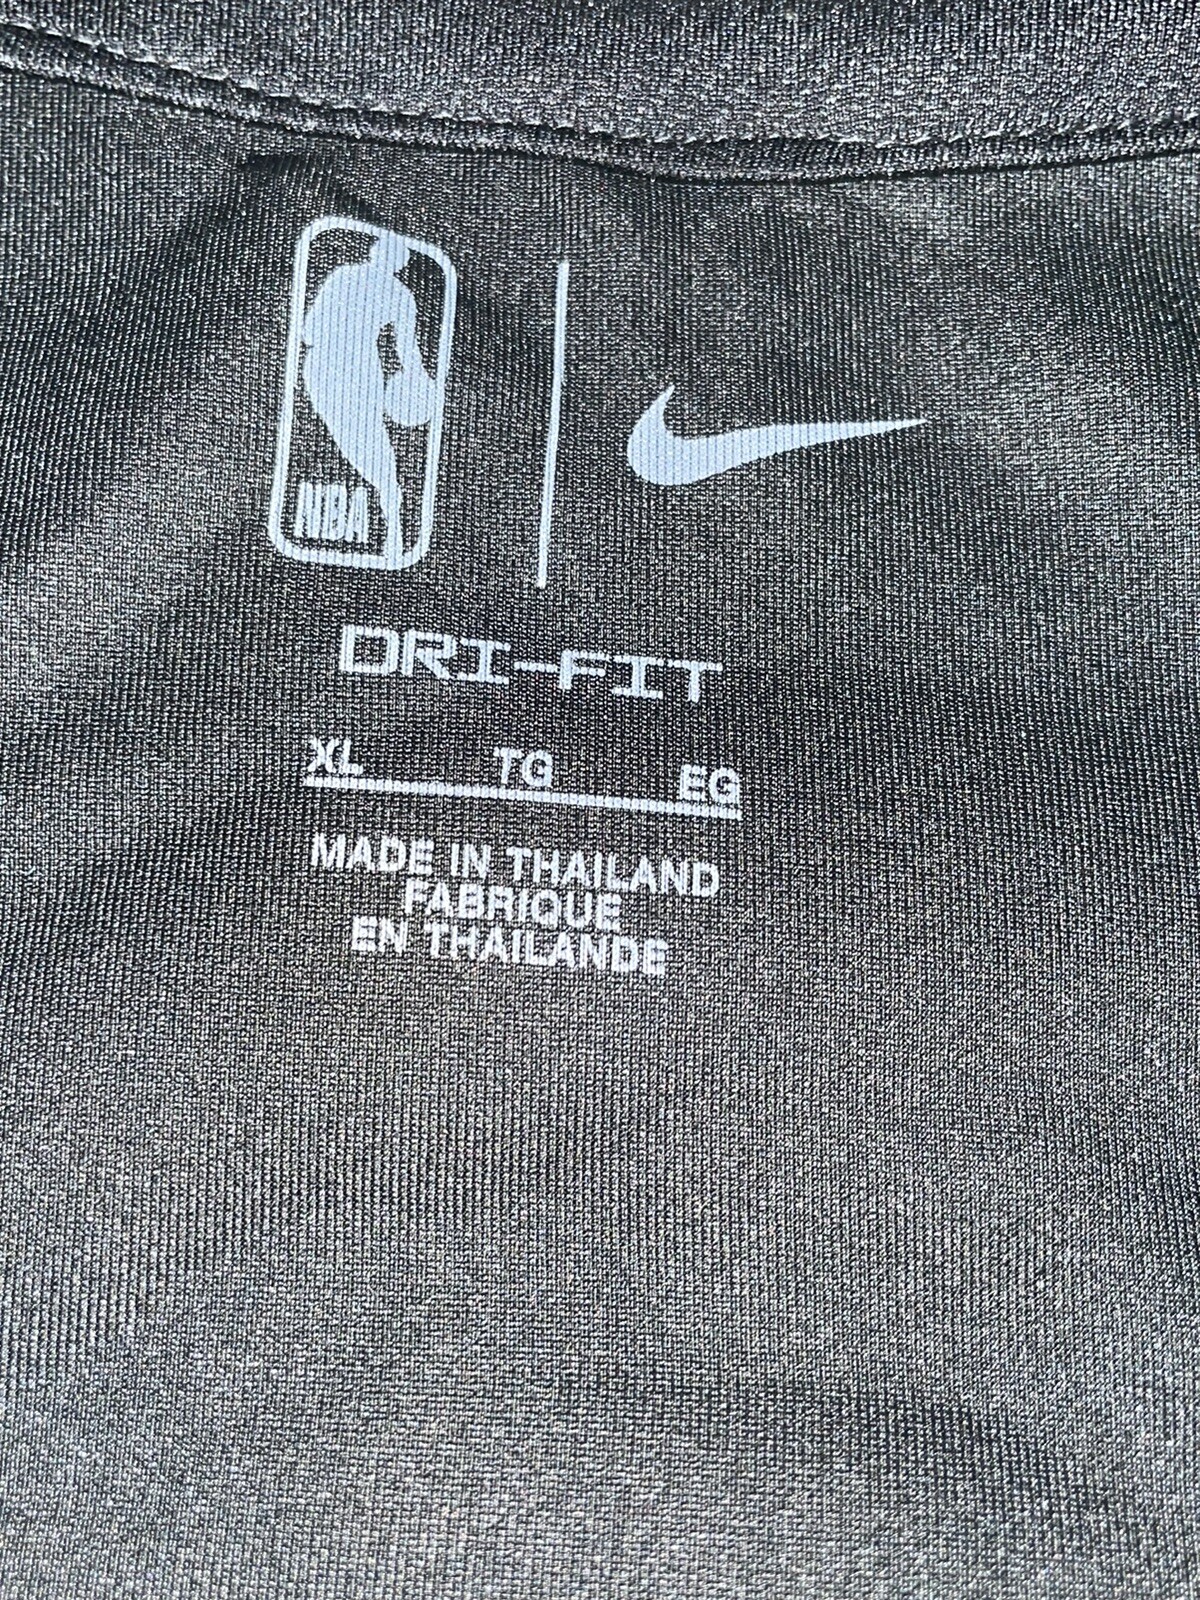 NBA
DRI-FIT
XL TG EG
MADE IN THAILAND
FABRIQUE
EN THAILANDE